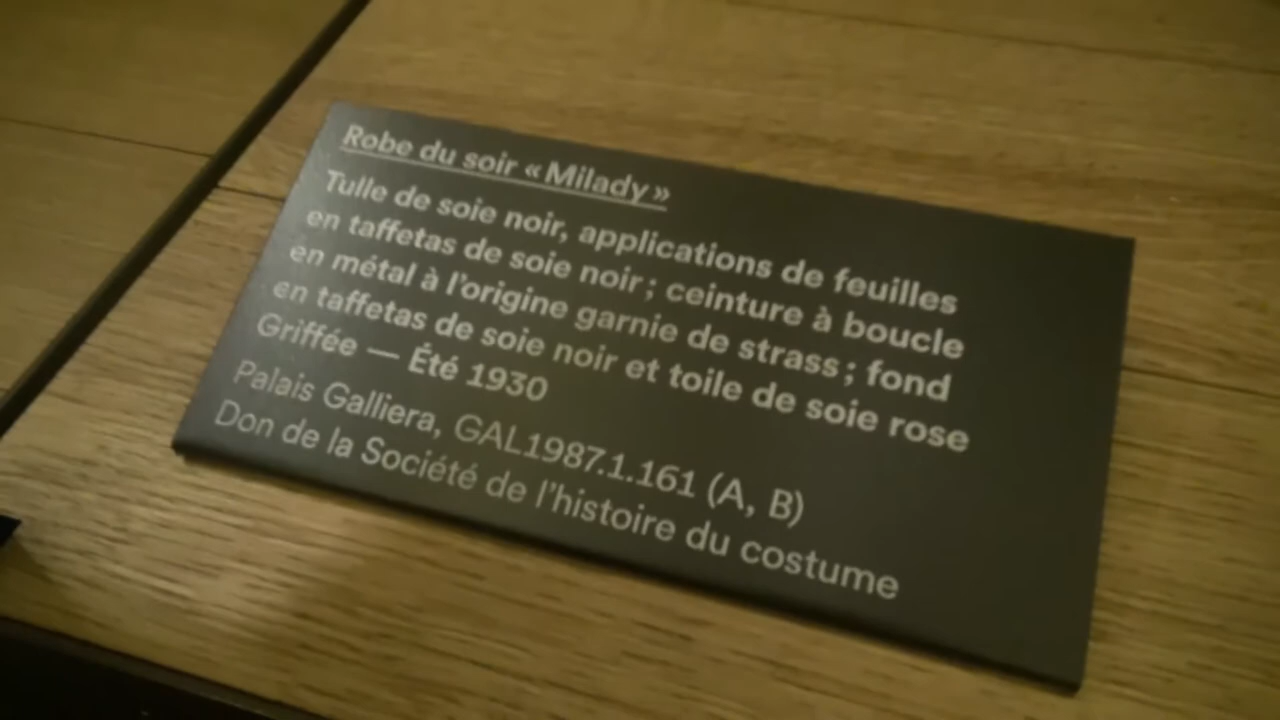 Robe du soir « Milady »
Tulle de soie noir, applications de feuilles
en taffetas de soie noir ; ceinture à boucle
en métal à l'origine garnie de strass ; fond
en taffetas de soie noir et toile de soie rose
Griffée — Été 1930
Palais Galliera, GAL1987.1.161 (A, B)
Don de la Société de l'histoire du costume